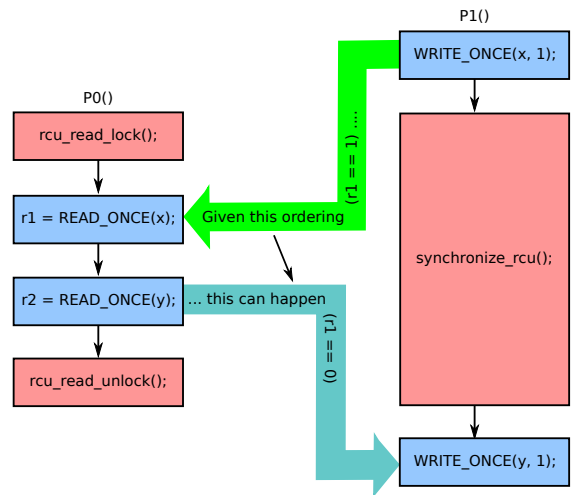 P1()
WRITE_ONCE(x, 1);
P0()
rcu_read_lock();
(r1 == 1) ....
r1 = READ_ONCE(x);
Given this ordering
synchronize_rcu();
r2 = READ_ONCE(y);
... this can happen
(r1 == 0)
rcu_read_unlock();
WRITE_ONCE(y, 1);